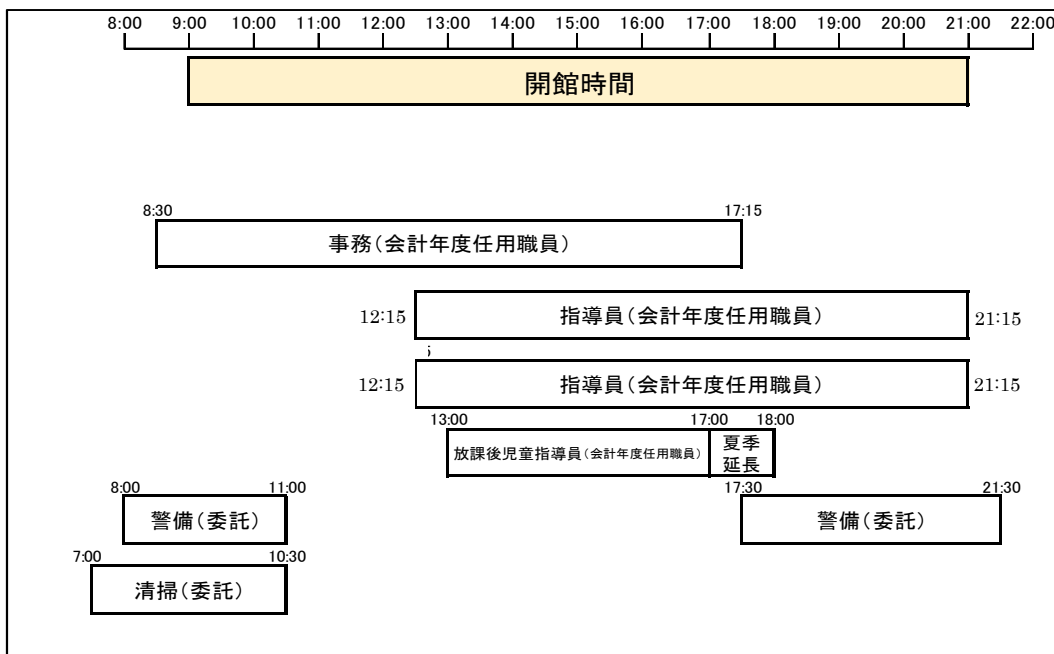 8:00 9:00 10:00 11:00 12:00 13:00 14:00 15:00 16:00 17:00 18:00 19:00 20:00 21:00 22:00
開館時間
8:30 17:15
事務（会計年度任用職員）
12:15 指導員（会計年度任用職員） 21:15
12:15 指導員（会計年度任用職員） 21:15
13:00 17:00 18:00
放課後児童指導員（会計年度任用職員） 夏季
延長
8:00 11:00 17:30 21:30
警備（委託） 警備（委託）
7:00 10:30
清掃（委託）